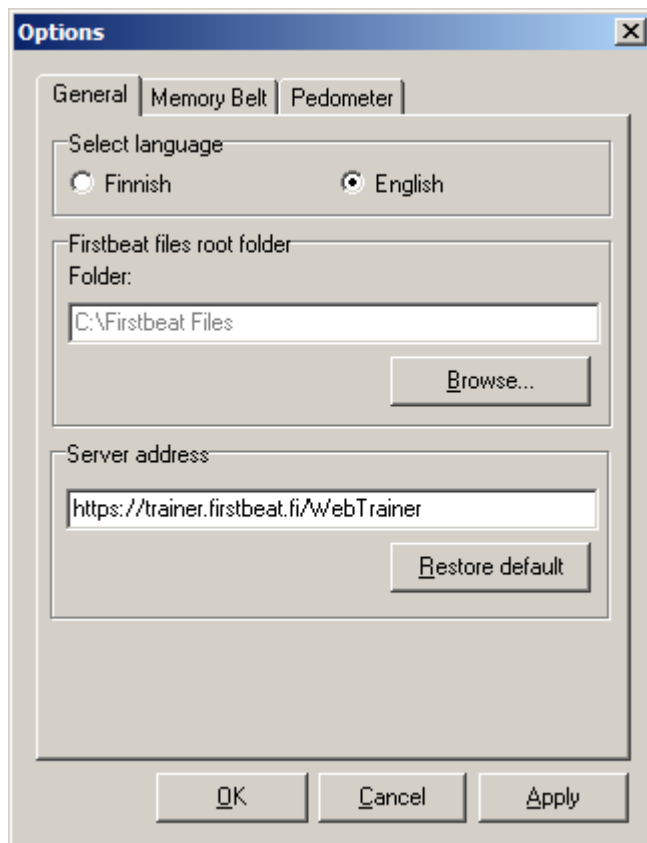 Options
General Memory Belt Pedometer
Select language
Finnish English
Firstbeat files root folder
Folder:
C:\Firstbeat Files
Browse...
Server address
https://trainer.firstbeat.fi/WebTrainer
Restore default
OK Cancel Apply